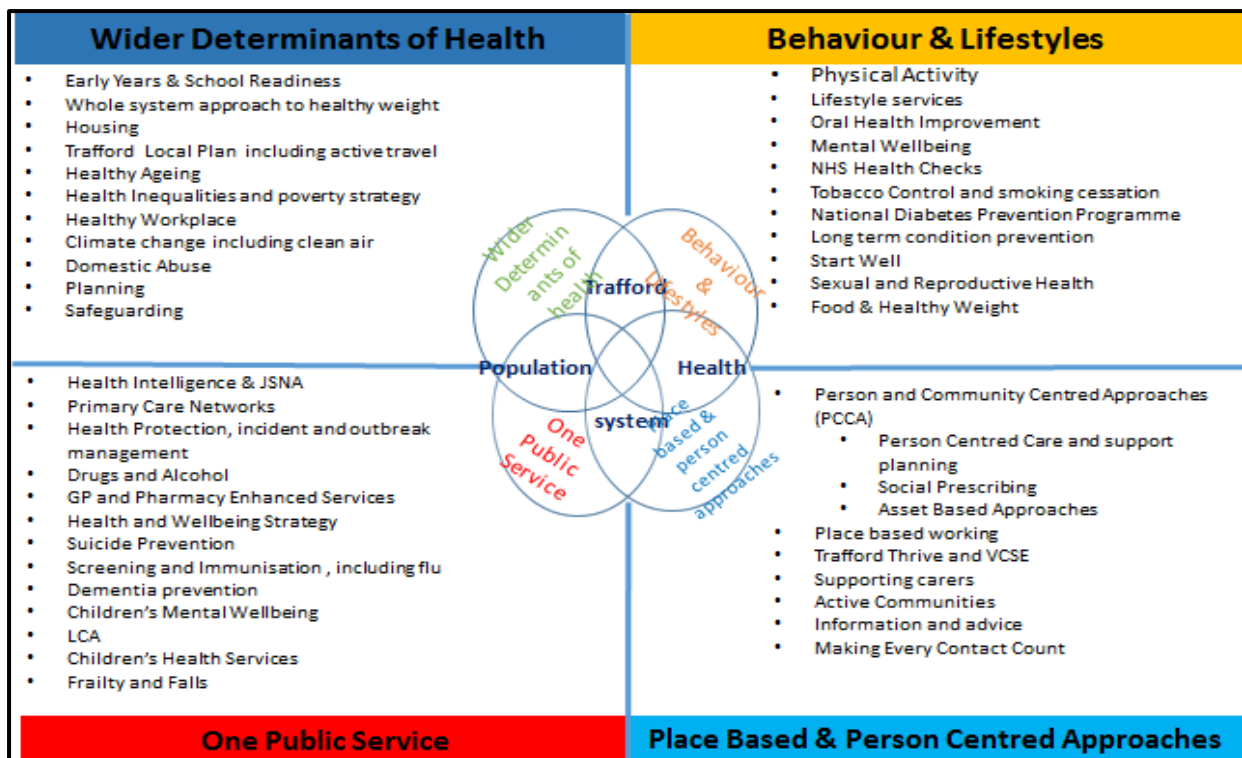 Wider Determinants of Health
Early Years & School Readiness
Whole system approach to healthy weight
Housing
Trafford Local Plan including active travel
Healthy Ageing
Health Inequalities and poverty strategy
Healthy Workplace
Climate change including clean air
Domestic Abuse
Planning
Safeguarding
Behaviour & Lifestyles
Physical Activity
Lifestyle services
Oral Health Improvement
Mental Wellbeing
NHS Health Checks
Tobacco Control and smoking cessation
National Diabetes Prevention Programme
Long term condition prevention
Start Well
Sexual and Reproductive Health
Food & Healthy Weight
Wider
Determin
ants of
health
Behaviour
&
Lifestyles
Trafford
Population
Health
system
One
Public
Service
Place
based &
person
centred
approaches
Health Intelligence & JSNA
Primary Care Networks
Health Protection, incident and outbreak
management
Drugs and Alcohol
GP and Pharmacy Enhanced Services
Health and Wellbeing Strategy
Suicide Prevention
Screening and Immunisation , including flu
Dementia prevention
Children’s Mental Wellbeing
LCA
Children’s Health Services
Frailty and Falls
One Public Service
Person and Community Centred Approaches
(PCCA)
Person Centred Care and support
planning
Social Prescribing
Asset Based Approaches
Place based working
Trafford Thrive and VCSE
Supporting carers
Active Communities
Information and advice
Making Every Contact Count
Place Based & Person Centred Approaches